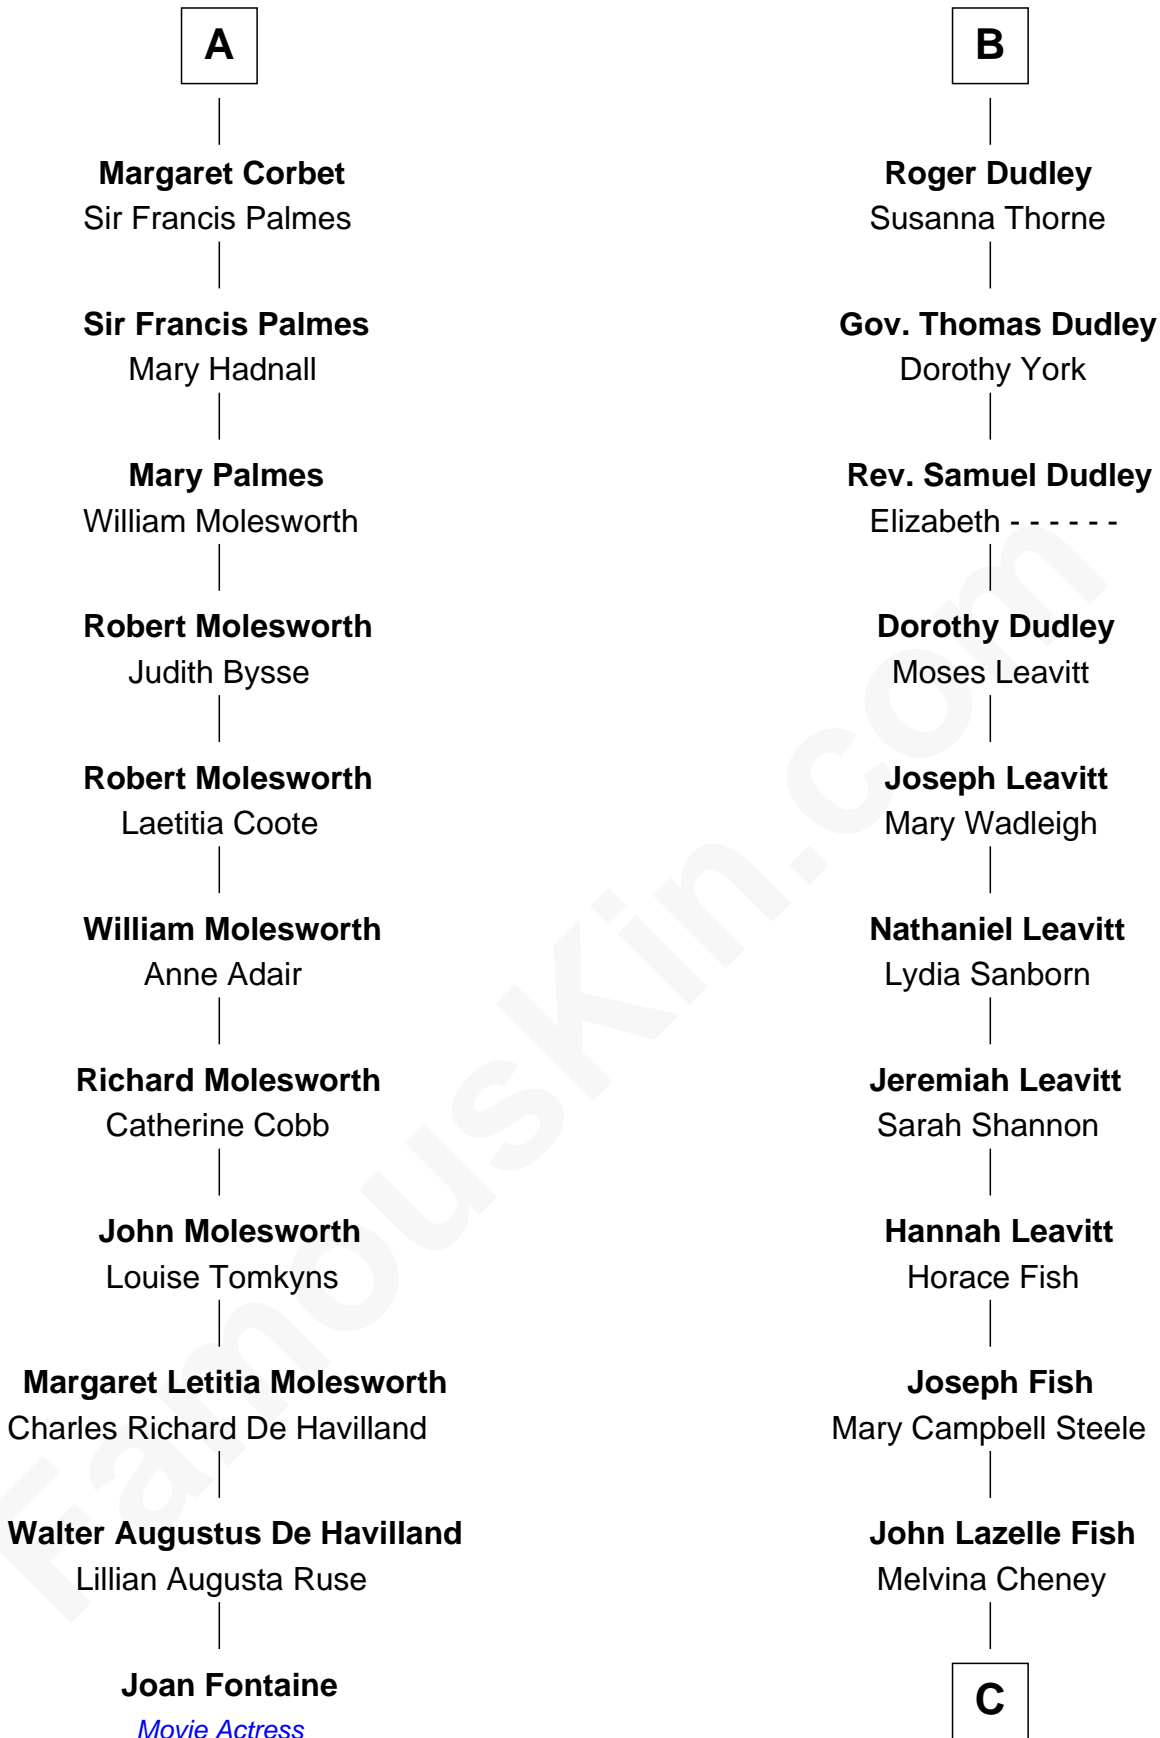 A
Margaret Corbet
Sir Francis Palmes
Sir Francis Palmes
Mary Hadnall
Mary Palmes
William Molesworth
Robert Molesworth
Judith Bysse
Robert Molesworth
Laetitia Coote
William Molesworth
Anne Adair
Richard Molesworth
Catherine Cobb
John Molesworth
Louise Tomkyns
Margaret Letitia Molesworth
Charles Richard De Havilland
Walter Augustus De Havilland
Lillian Augusta Ruse
Joan Fontaine
Movie Actress
B
Roger Dudley
Susanna Thorne
Gov. Thomas Dudley
Dorothy York
Rev. Samuel Dudley
Elizabeth - - - - - -
Dorothy Dudley
Moses Leavitt
Joseph Leavitt
Mary Wadleigh
Nathaniel Leavitt
Lydia Sanborn
Jeremiah Leavitt
Sarah Shannon
Hannah Leavitt
Horace Fish
Joseph Fish
Mary Campbell Steele
John Lazelle Fish
Melvina Cheney
C
FamousKin.com